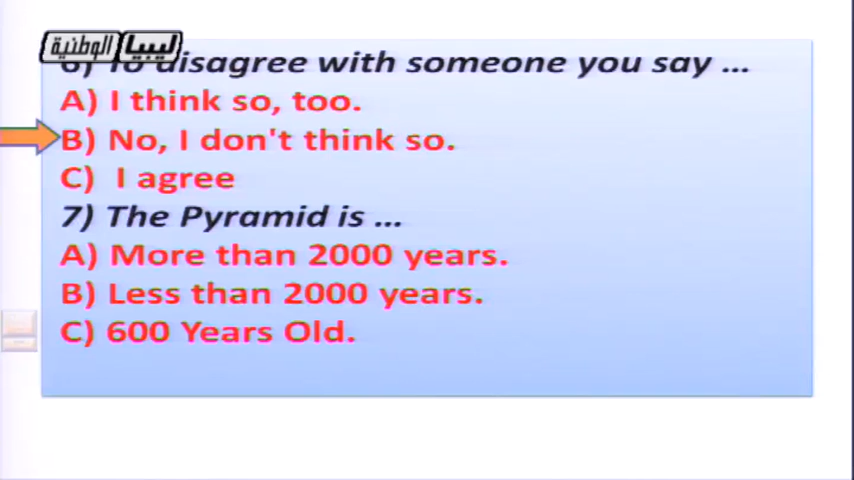 ليبيا الوطنية
6) To disagree with someone you say ...
A) I think so, too.
B) No, I don't think so.
C) I agree
7) The Pyramid is ...
A) More than 2000 years.
B) Less than 2000 years.
C) 600 Years Old.